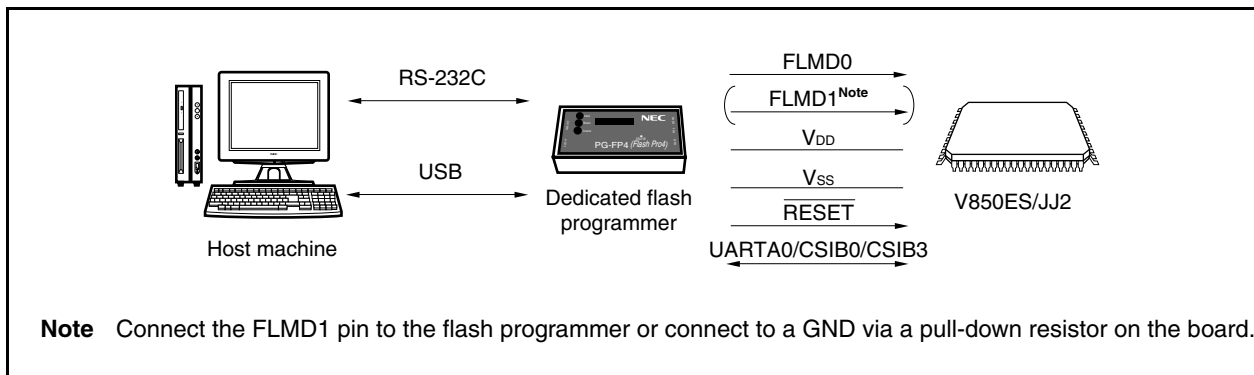 RS-232C
USB
Host machine
NEC
PG-FP4 (Flash Pro4)
Dedicated flash
programmer
FLMD0
FLMD1Note
VDD
VSS
RESET
UARTA0/CSIB0/CSIB3
V850ES/JJ2
Note Connect the FLMD1 pin to the flash programmer or connect to a GND via a pull-down resistor on the board.